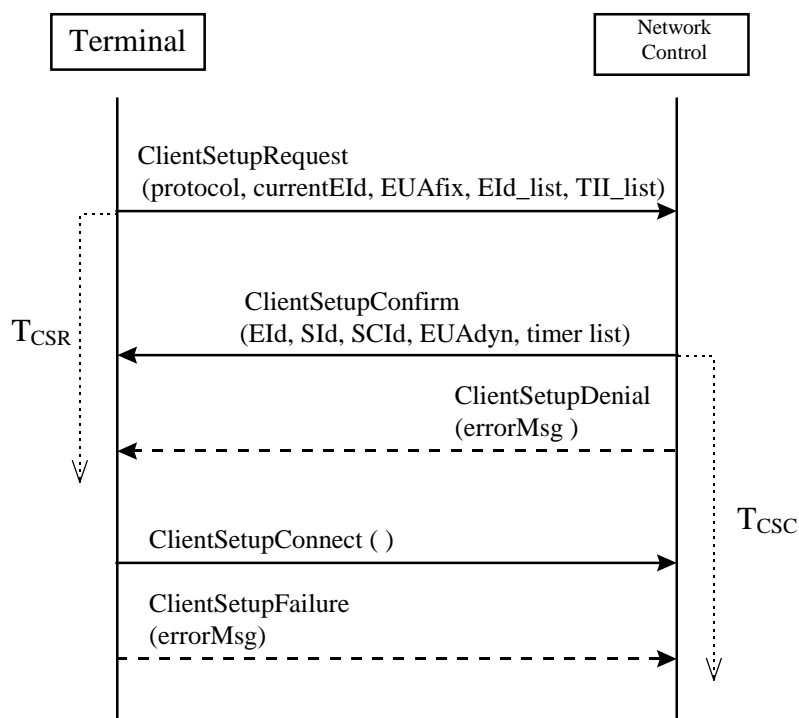 Terminal
Network
Control
ClientSetupRequest
(protocol, currentEId, EUAfix, EId_list, TII_list)
ClientSetupConfirm
(EId, SId, SCId, EUAdyn, timer list)
TCSR
ClientSetupDenial
(errorMsg )
TCSC
ClientSetupConnect ( )
ClientSetupFailure
(errorMsg)